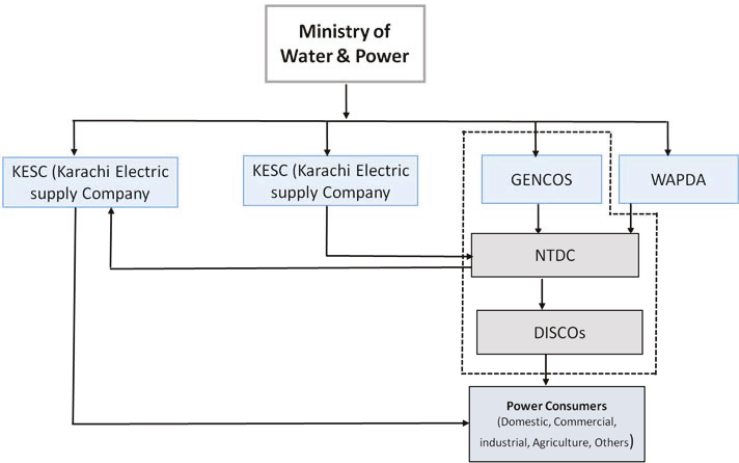 Ministry of
Water & Power
KESC (Karachi Electric
supply Company
KESC (Karachi Electric
supply Company
GENCOS
WAPDA
NTDC
DISCOs
Power Consumers
(Domestic, Commercial,
industrial, Agriculture, Others)